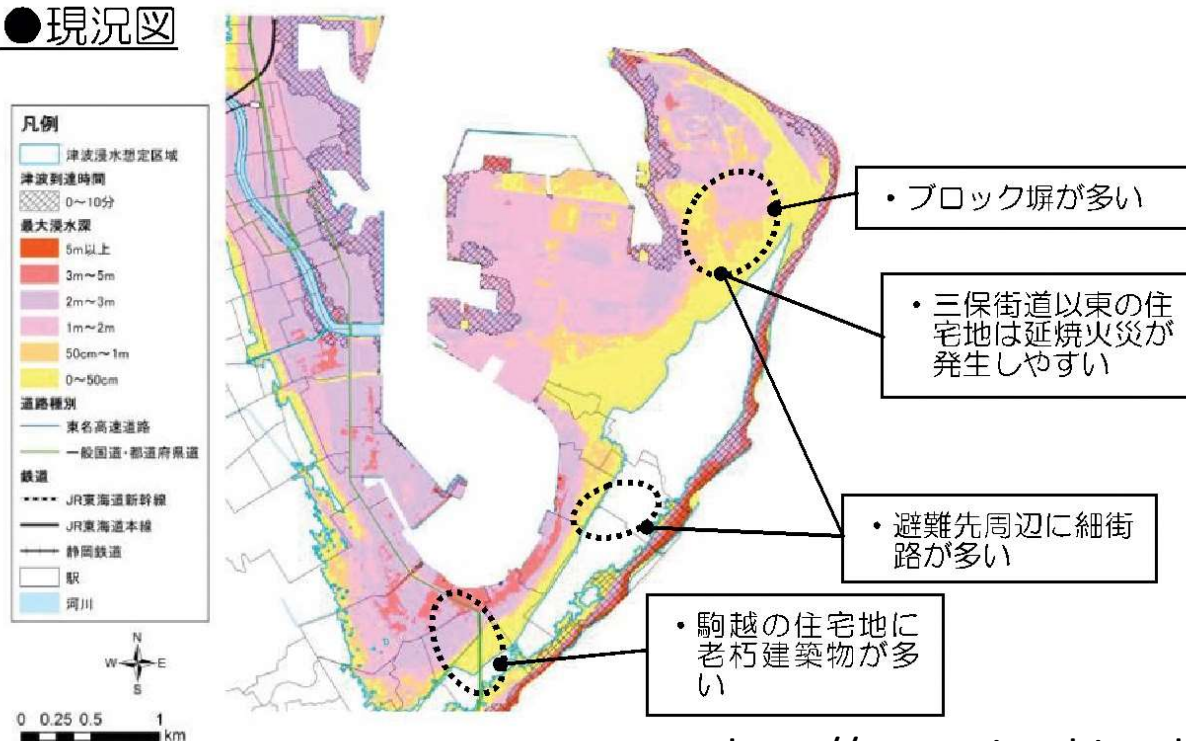 ●現況図
凡例
津波浸水想定区域
津波到達時間
0～10分
最大浸水深
5m以上
3m～5m
2m～3m
1m～2m
50cm～1m
0～50cm
道路種別
東名高速道路
一般国道・都道府県道
鉄道
JR東海道新幹線
JR東海道本線
静岡鉄道
駅
河川
N
W E
S
0 0.25 0.5 1
km
・ブロック塀が多い
・三保街道以東の住
宅地は延焼火災が
発生しやすい
・避難先周辺に細街
路が多い
・駒越の住宅地に
老朽建築物が多
い